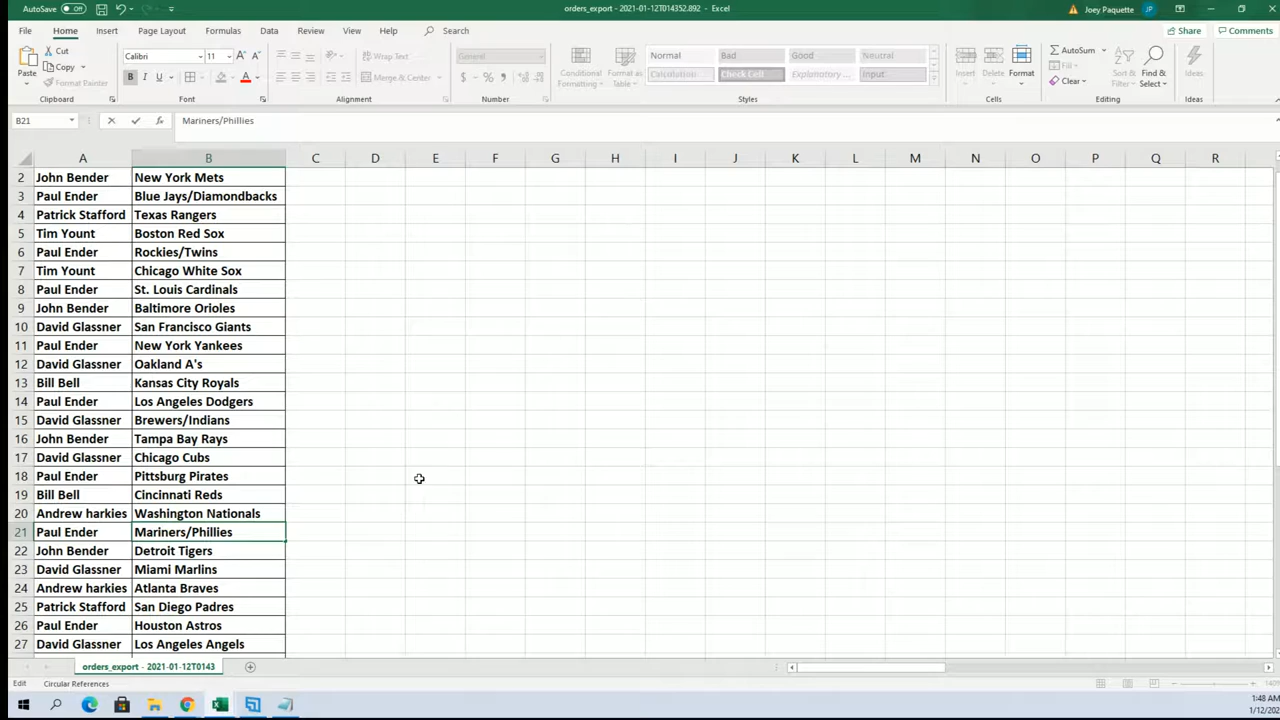 AutoSave Off orders_export - 2021-01-12T014352.892 - Excel Joey Paquette JP
File Home Insert Page Layout Formulas Data Review View Help Search Share Comments
Paste Cut Copy Format Painter Clipboard
Calibri 11 B I U A A Font
Wrap Text Merge & Center Alignment
General $ % Number
Conditional Formatting Format as Table Normal Bad Good Neutral Calculation Check Cell Explanatory... Input Styles
Insert Delete Format Cells
AutoSum Fill Clear Sort & Filter Find & Select Editing
Ideas Ideas
B21 fx Mariners/Phillies
A B C D E F G H I J K L M N O P Q R
2 John Bender New York Mets
3 Paul Ender Blue Jays/Diamondbacks
4 Patrick Stafford Texas Rangers
5 Tim Yount Boston Red Sox
6 Paul Ender Rockies/Twins
7 Tim Yount Chicago White Sox
8 Paul Ender St. Louis Cardinals
9 John Bender Baltimore Orioles
10 David Glassner San Francisco Giants
11 Paul Ender New York Yankees
12 David Glassner Oakland A's
13 Bill Bell Kansas City Royals
14 Paul Ender Los Angeles Dodgers
15 David Glassner Brewers/Indians
16 John Bender Tampa Bay Rays
17 David Glassner Chicago Cubs
18 Paul Ender Pittsburg Pirates
19 Bill Bell Cincinnati Reds
20 Andrew harkies Washington Nationals
21 Paul Ender Mariners/Phillies
22 John Bender Detroit Tigers
23 David Glassner Miami Marlins
24 Andrew harkies Atlanta Braves
25 Patrick Stafford San Diego Padres
26 Paul Ender Houston Astros
27 David Glassner Los Angeles Angels
orders_export - 2021-01-12T0143
Edit Circular References
1:48 AM
1/12/202